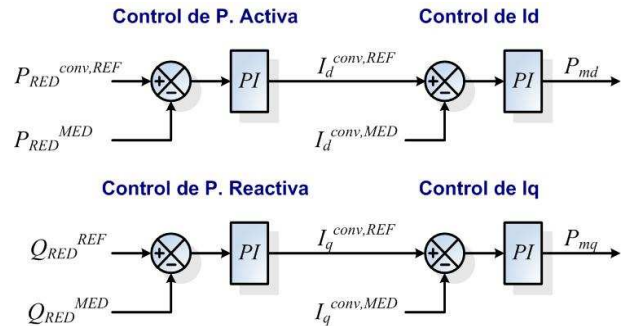 Control de P. Activa
Control de Id
P_RED^conv,REF
+
−
PI
I_d^conv,REF
+
−
PI
P_md
P_RED^MED
I_d^conv,MED
Control de P. Reactiva
Control de Iq
Q_RED^REF
+
−
PI
I_q^conv,REF
+
−
PI
P_mq
Q_RED^MED
I_q^conv,MED